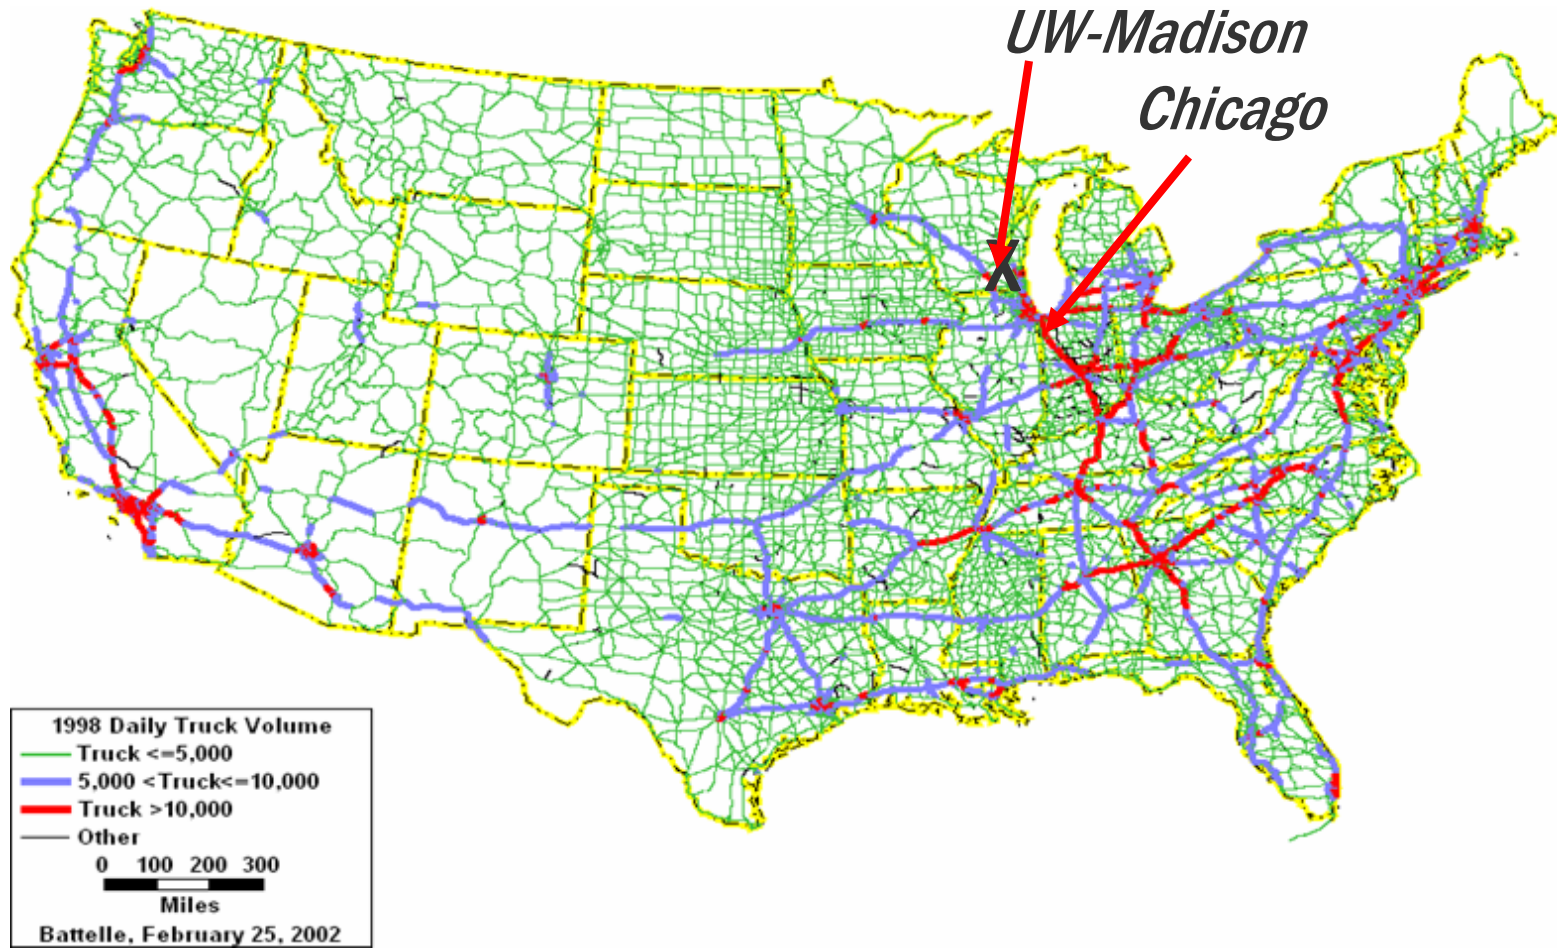 UW-Madison
Chicago
X
1998 Daily Truck Volume
Truck <=5,000
5,000 <Truck<=10,000
Truck >10,000
Other
0 100 200 300
Miles
Battelle, February 25, 2002